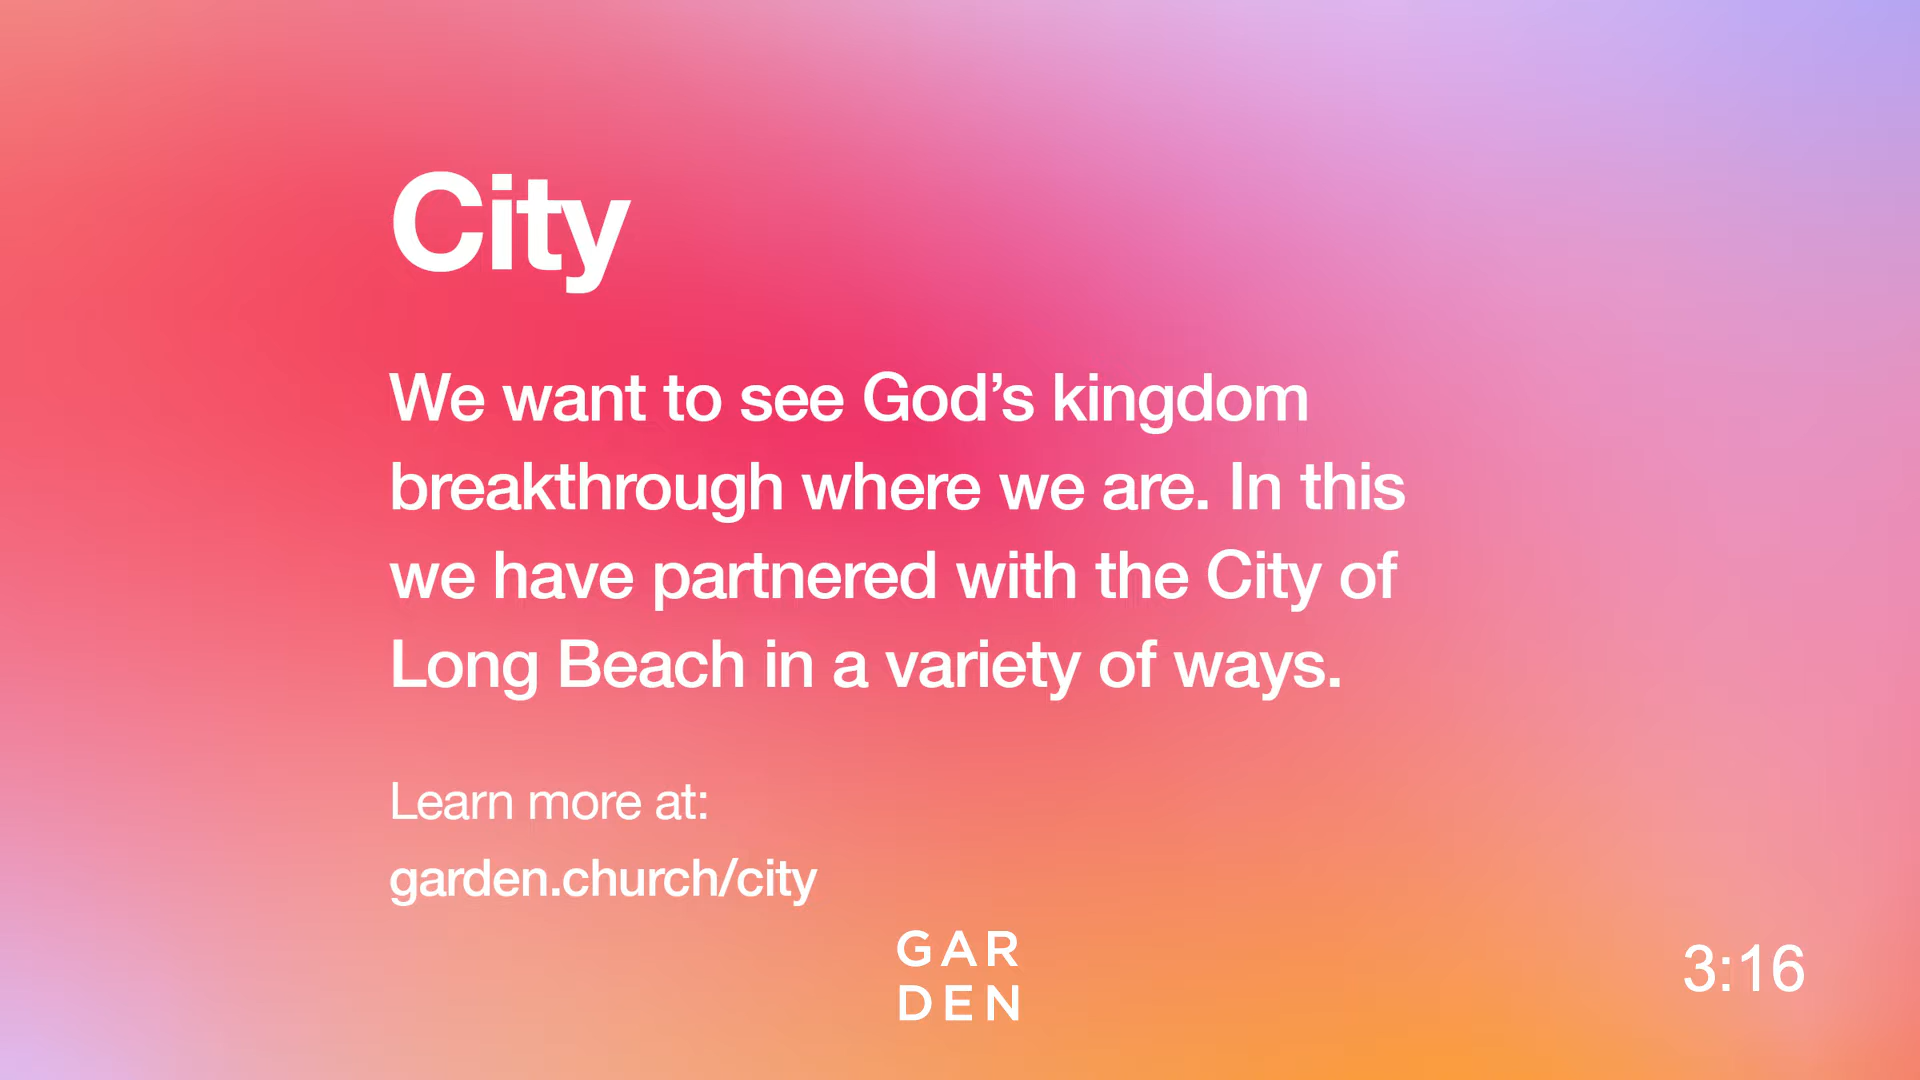 City
We want to see God’s kingdom
breakthrough where we are. In this
we have partnered with the City of
Long Beach in a variety of ways.
Learn more at:
garden.church/city
GAR
DEN
3:16